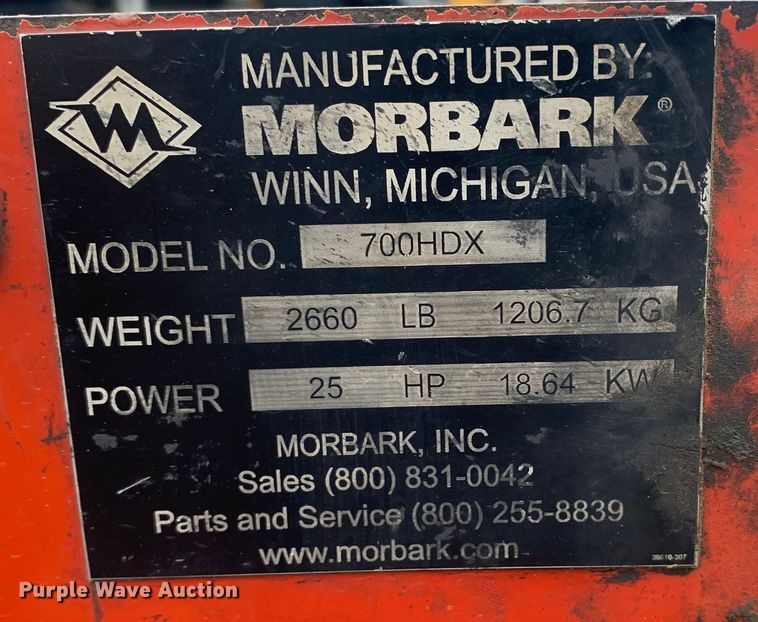 MANUFACTURED BY:
M
MORBARK®
WINN, MICHIGAN, USA
MODEL NO. 700HDX
WEIGHT 2660 LB 1206.7 KG
POWER 25 HP 18.64 KW
MORBARK, INC.
Sales (800) 831-0042
Parts and Service (800) 255-8839
www.morbark.com
Purple Wave Auction